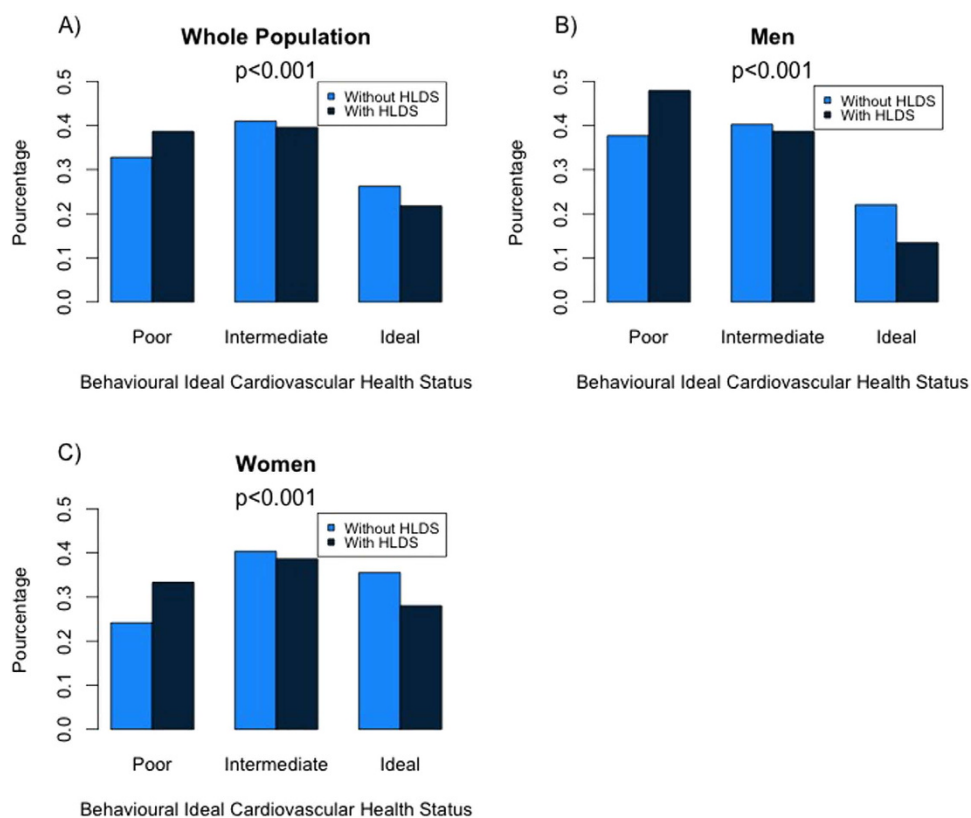 A)
Whole Population
p<0.001
Without HLDS
With HLDS
Pourcentage
0.5
0.4
0.3
0.2
0.1
0.0
Poor Intermediate Ideal
Behavioural Ideal Cardiovascular Health Status
B)
Men
p<0.001
Without HLDS
With HLDS
Pourcentage
0.5
0.4
0.3
0.2
0.1
0.0
Poor Intermediate Ideal
Behavioural Ideal Cardiovascular Health Status
C)
Women
p<0.001
Without HLDS
With HLDS
Pourcentage
0.5
0.4
0.3
0.2
0.1
0.0
Poor Intermediate Ideal
Behavioural Ideal Cardiovascular Health Status